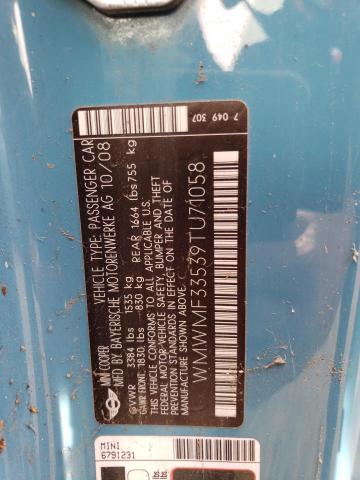 MINI COOPER VEHICLE TYPE: PASSENGER CAR
MFD BY BAYERISCHE MOTORENWERKE AG 10/08
GVWR 3384 lbs 1535 kg
GAWR FRONT: 1830 lbs 830 kg REAR 1664 lbs 755 kg
THIS VEHICLE CONFORMS TO ALL APPLICABLE U.S.
FEDERAL MOTOR-VEHICLE SAFETY, BUMPER AND THEFT
PREVENTION STANDARDS IN EFFECT ON THE DATE OF
MANUFACTURE SHOWN ABOVE.
WMWMF33539TU71058
7 049 307
MINI
6791231